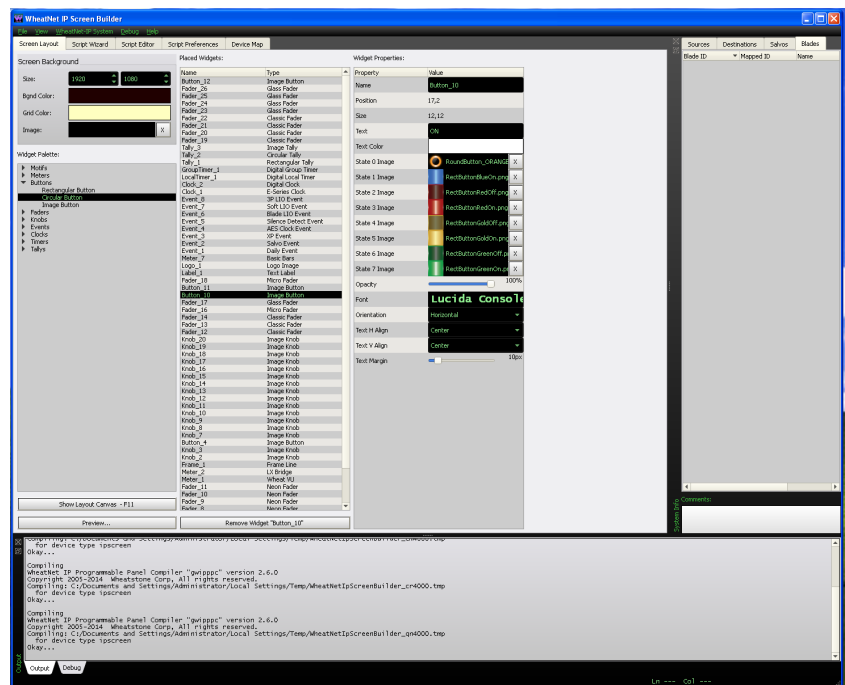 WheatNet IP Screen Builder
File View WheatNet-IP System Debug Help
Screen Layout Script Wizard Script Editor Script Preferences Device Map
Screen Background
Size: 1920 1080
Bgnd Color:
Grid Color:
Image: X
Widget Palette:
Motifs
Meters
Buttons
Rectangular Button
Circular Button
Image Button
Faders
Knobs
Events
Clocks
Timers
Tallys
Show Layout Canvas - F11
Preview...
Placed Widgets:
Name Type
Button_12 Image Button
Fader_26 Glass Fader
Fader_25 Glass Fader
Fader_24 Glass Fader
Fader_23 Glass Fader
Fader_22 Classic Fader
Fader_21 Classic Fader
Fader_20 Classic Fader
Fader_19 Classic Fader
Tally_3 Image Tally
Tally_2 Circular Tally
Tally_1 Rectangular Tally
GroupTimer_1 Digital Group Timer
LocalTimer_1 Digital Local Timer
Clock_2 Digital Clock
Clock_1 E-Series Clock
Event_8 3P LIO Event
Event_7 Soft LIO Event
Event_6 Blade LIO Event
Event_5 Silence Detect Event
Event_4 AES Clock Event
Event_3 XP Event
Event_2 Salvo Event
Event_1 Daily Event
Meter_7 Basic Bars
Logo_1 Logo Image
Label_1 Text Label
Fader_18 Micro Fader
Button_11 Image Button
Button_10 Image Button
Fader_17 Glass Fader
Fader_16 Micro Fader
Fader_14 Classic Fader
Fader_13 Classic Fader
Fader_12 Classic Fader
Knob_20 Image Knob
Knob_19 Image Knob
Knob_18 Image Knob
Knob_17 Image Knob
Knob_16 Image Knob
Knob_15 Image Knob
Knob_14 Image Knob
Knob_13 Image Knob
Knob_12 Image Knob
Knob_11 Image Knob
Knob_10 Image Knob
Knob_9 Image Knob
Knob_8 Image Knob
Knob_7 Image Knob
Button_4 Image Button
Knob_3 Image Knob
Knob_2 Image Knob
Frame_1 Frame Line
Meter_2 LX Bridge
Meter_1 Wheat VU
Fader_11 Neon Fader
Fader_10 Neon Fader
Fader_9 Neon Fader
Fader_8 Neon Fader
Remove Widget "Button_10"
Widget Properties:
Property Value
Name Button_10
Position 17,2
Size 12,12
Text ON
Text Color
State 0 Image RoundButton_ORANGE X
State 1 Image RectButtonBlueOn.png X
State 2 Image RectButtonRedOff.png X
State 3 Image RectButtonRedOn.png X
State 4 Image RectButtonGoldOff.png X
State 5 Image RectButtonGoldOn.png X
State 6 Image RectButtonGreenOff.p X
State 7 Image RectButtonGreenOn.p X
Opacity 100%
Font Lucida Console
Orientation Horizontal
Text H Align Center
Text V Align Center
Text Margin 10px
Sources Destinations Salvos Blades
Blade ID Mapped ID Name
Comments:
System Info
Compiling: C:/Documents and Settings/Administrator/Local Settings/Temp/WheatNetIpScreenBuilder_cm4000.tmp
for device type ipscreen
Okay...
Compiling
WheatNet IP Programmable Panel Compiler "gwipppc" version 2.6.0
Copyright 2005-2014 Wheatstone Corp, All rights reserved.
Compiling: C:/Documents and Settings/Administrator/Local Settings/Temp/WheatNetIpScreenBuilder_cr4000.tmp
for device type ipscreen
Okay...
Compiling
WheatNet IP Programmable Panel Compiler "gwipppc" version 2.6.0
Copyright 2005-2014 Wheatstone Corp, All rights reserved.
Compiling: C:/Documents and Settings/Administrator/Local Settings/Temp/WheatNetIpScreenBuilder_qn4000.tmp
for device type ipscreen
Okay...
Output
Output Debug
Ln --- Col ---